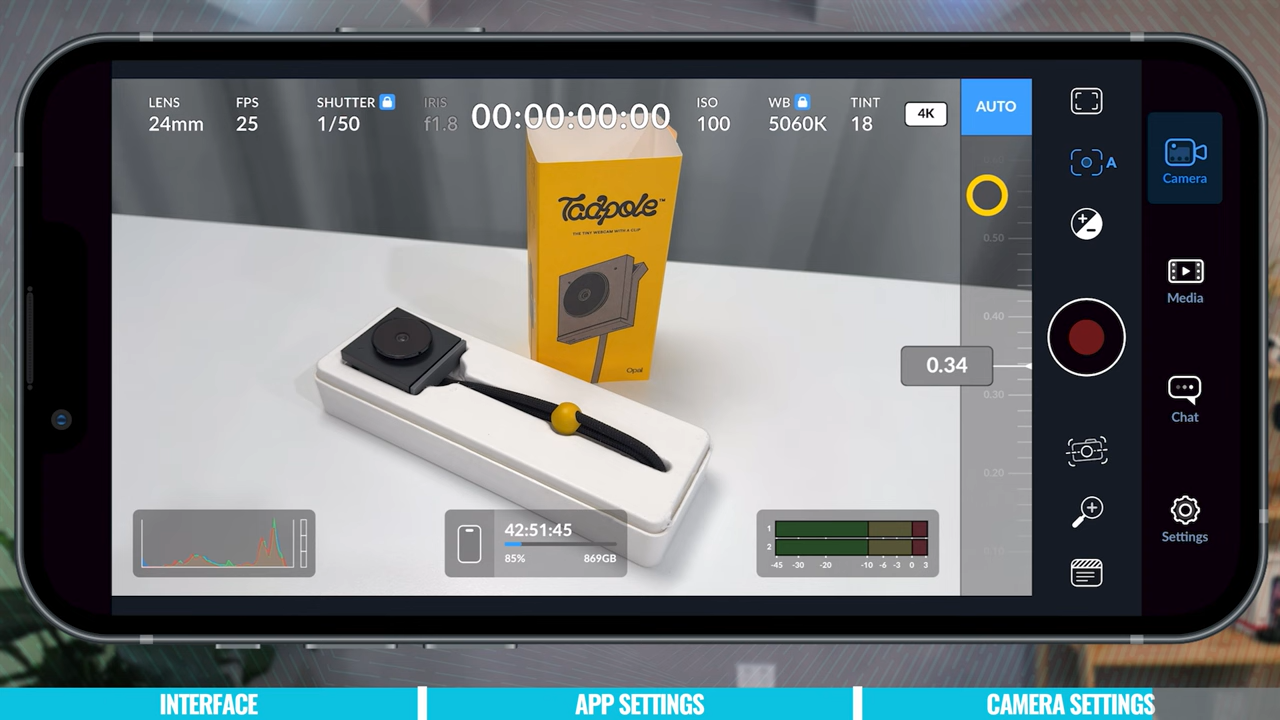 LENS
24mm
FPS
25
SHUTTER
1/50
IRIS
f1.8
00:00:00:00
ISO
100
WB
5060K
TINT
18
4K
AUTO
A
Camera
Tadpole™
THE TINY WEBCAM WITH A CLIP
Opal
0.50
0.40
0.34
0.30
0.20
0.10
Media
Chat
Settings
42:51:45
85% 869GB
1
2
-45 -30 -20 -10 -6 -3 0 3
INTERFACE
APP SETTINGS
CAMERA SETTINGS